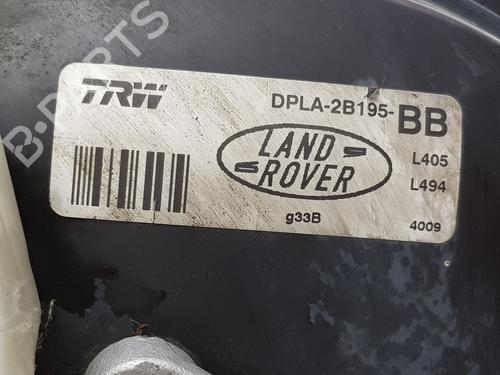 TRW
DPLA-2B195-BB
LAND
ROVER
L405
L494
g33B
4009
B-PARTS